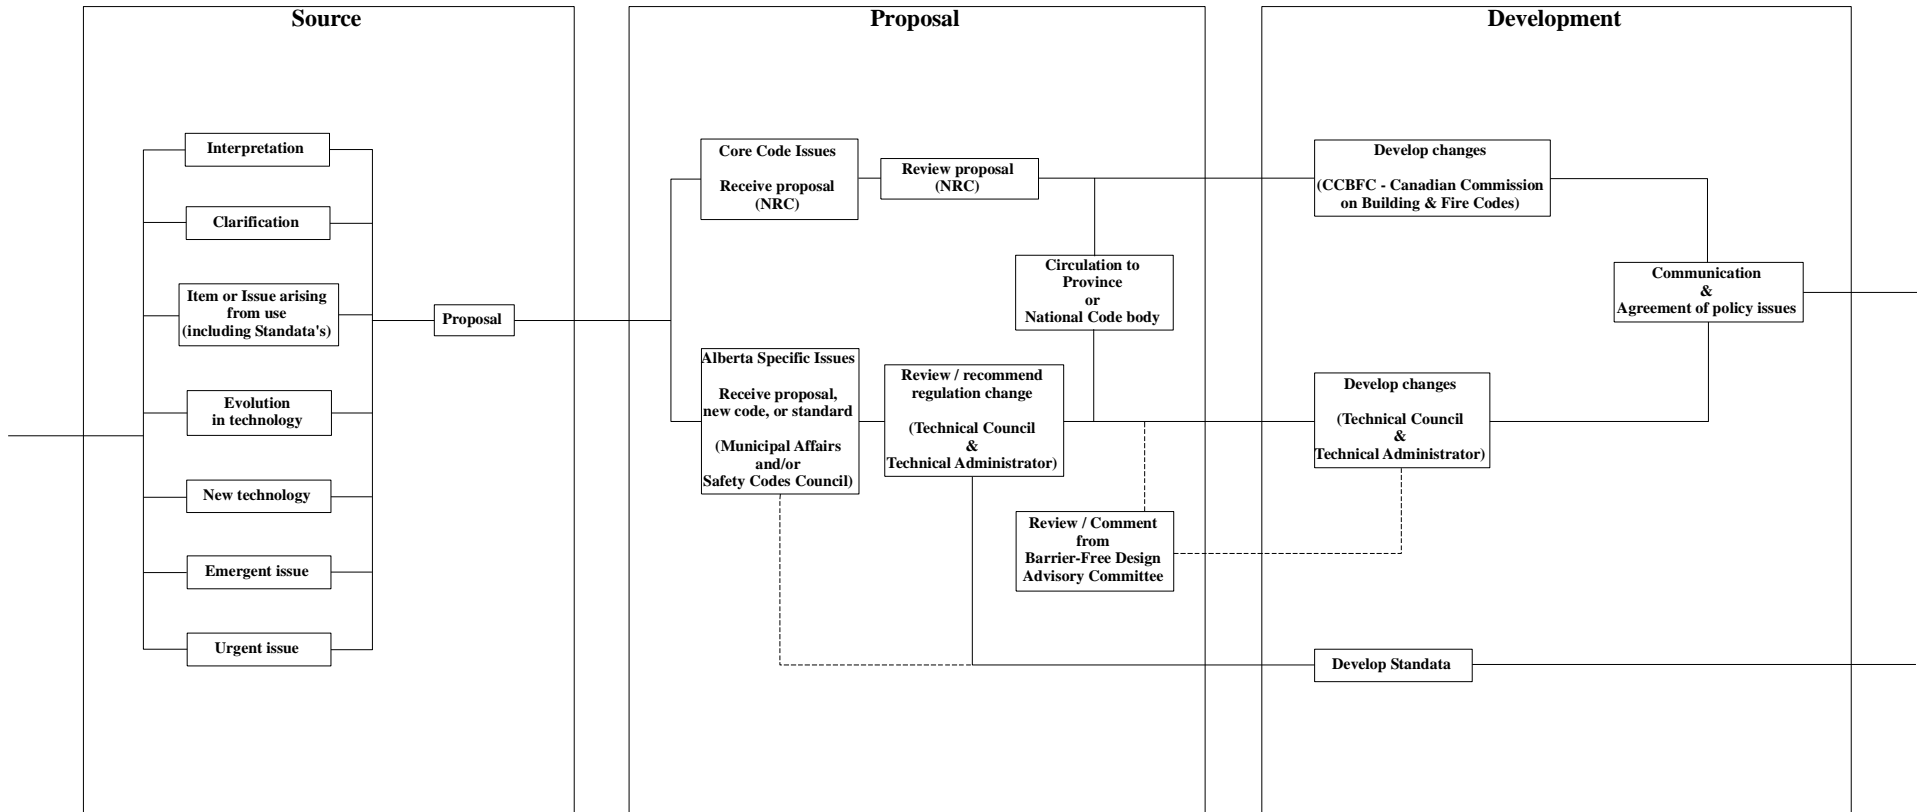 Source
Interpretation
Clarification
Item or Issue arising
from use
(including Standata's)
Evolution
in technology
New technology
Emergent issue
Urgent issue
Proposal
Proposal
Core Code Issues
Receive proposal
(NRC)
Review proposal
(NRC)
Circulation to
Province
or
National Code body
Alberta Specific Issues
Receive proposal,
new code, or standard
(Municipal Affairs
and/or
Safety Codes Council)
Review / recommend
regulation change
(Technical Council
&
Technical Administrator)
Review / Comment
from
Barrier-Free Design
Advisory Committee
Development
Develop changes
(CCBFC - Canadian Commission
on Building & Fire Codes)
Communication
&
Agreement of policy issues
Develop changes
(Technical Council
&
Technical Administrator)
Develop Standata